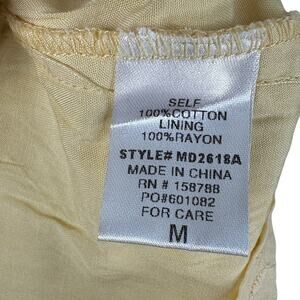 SELF
100%COTTON
LINING
100%RAYON
STYLE# MD2618A
MADE IN CHINA
RN # 158788
PO#601082
FOR CARE
M